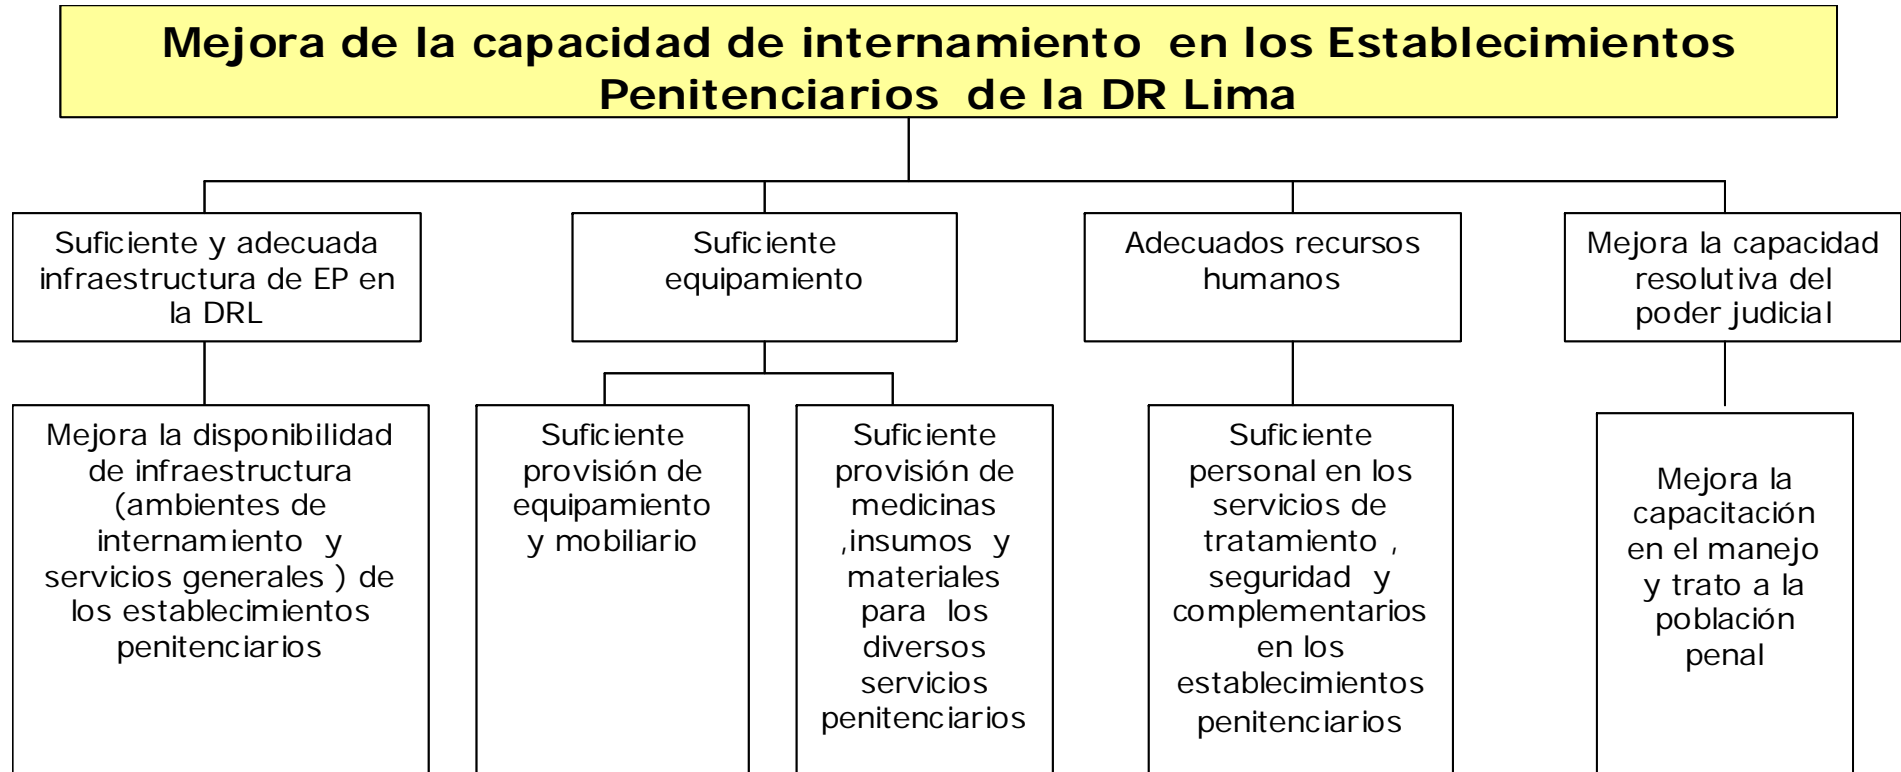 Mejora de la capacidad de internamiento en los Establecimientos
Penitenciarios de la DR Lima
Suficiente y adecuada
infraestructura de EP en
la DRL
Suficiente
equipamiento
Adecuados recursos
humanos
Mejora la capacidad
resolutiva del
poder judicial
Mejora la disponibilidad
de infraestructura
(ambientes de
internamiento y
servicios generales ) de
los establecimientos
penitenciarios
Suficiente
provisión de
equipamiento
y mobiliario
Suficiente
provisión de
medicinas
,insumos y
materiales
para los
diversos
servicios
penitenciarios
Suficiente
personal en los
servicios de
tratamiento ,
seguridad y
complementarios
en los
establecimientos
penitenciarios
Mejora la
capacitación
en el manejo
y trato a la
población
penal